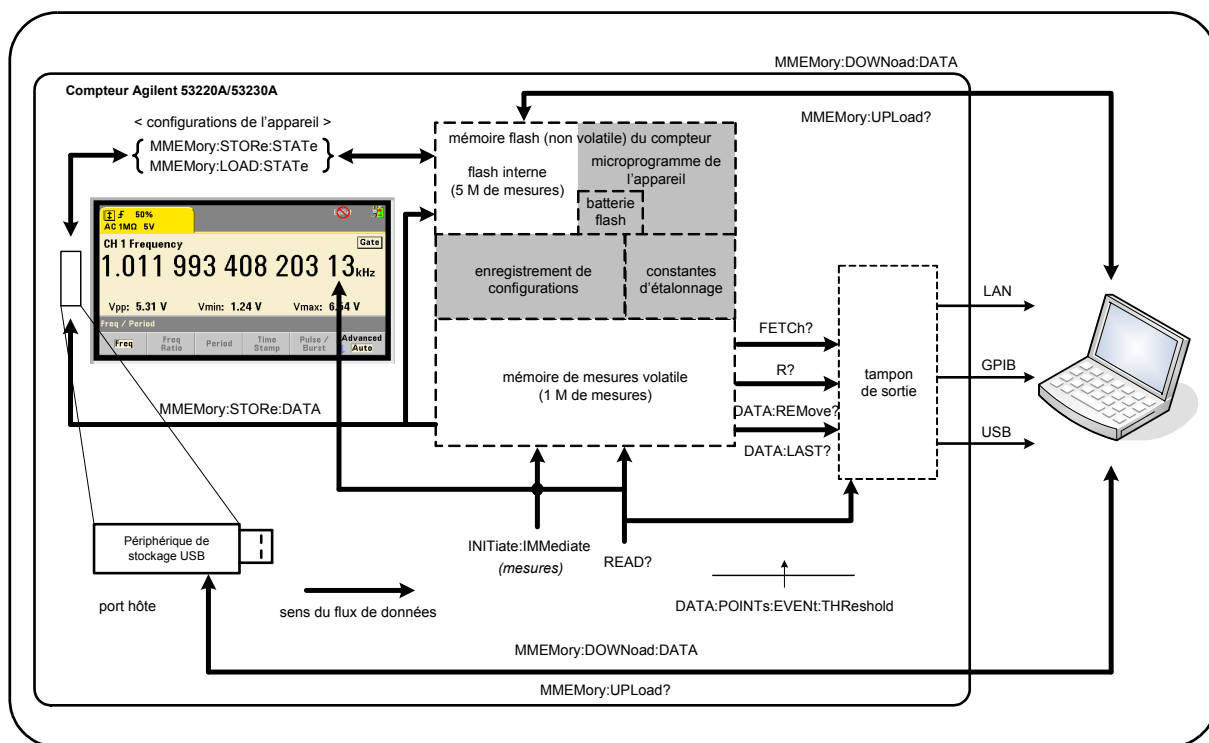 MMEMory:DOWNoad:DATA
Compteur Agilent 53220A/53230A
< configurations de l'appareil >
MMEMory:STORe:STATe
MMEMory:LOAD:STATe
MMEMory:UPLoad?
mémoire flash (non volatile) du compteur
flash interne
(5 M de mesures)
microprogramme de
l'appareil
batterie
flash
50%
AC 1MΩ 5V
CH 1 Frequency
Gate
1.011 993 408 203 13kHz
Vpp: 5.31 V Vmin: 1.24 V Vmax: 6.54 V
Freq / Period
Freq
Freq
Ratio
Period
Time
Stamp
Pulse /
Burst
Advanced
Auto
enregistrement de
configurations
constantes
d'étalonnage
mémoire de mesures volatile
(1 M de mesures)
FETCh?
R?
DATA:REMove?
DATA:LAST?
tampon
de sortie
LAN
GPIB
USB
MMEMory:STORe:DATA
Périphérique de
stockage USB
port hôte
sens du flux de données
INITiate:IMMediate
(mesures)
READ?
DATA:POINTs:EVENt:THReshold
MMEMory:DOWNoad:DATA
MMEMory:UPLoad?